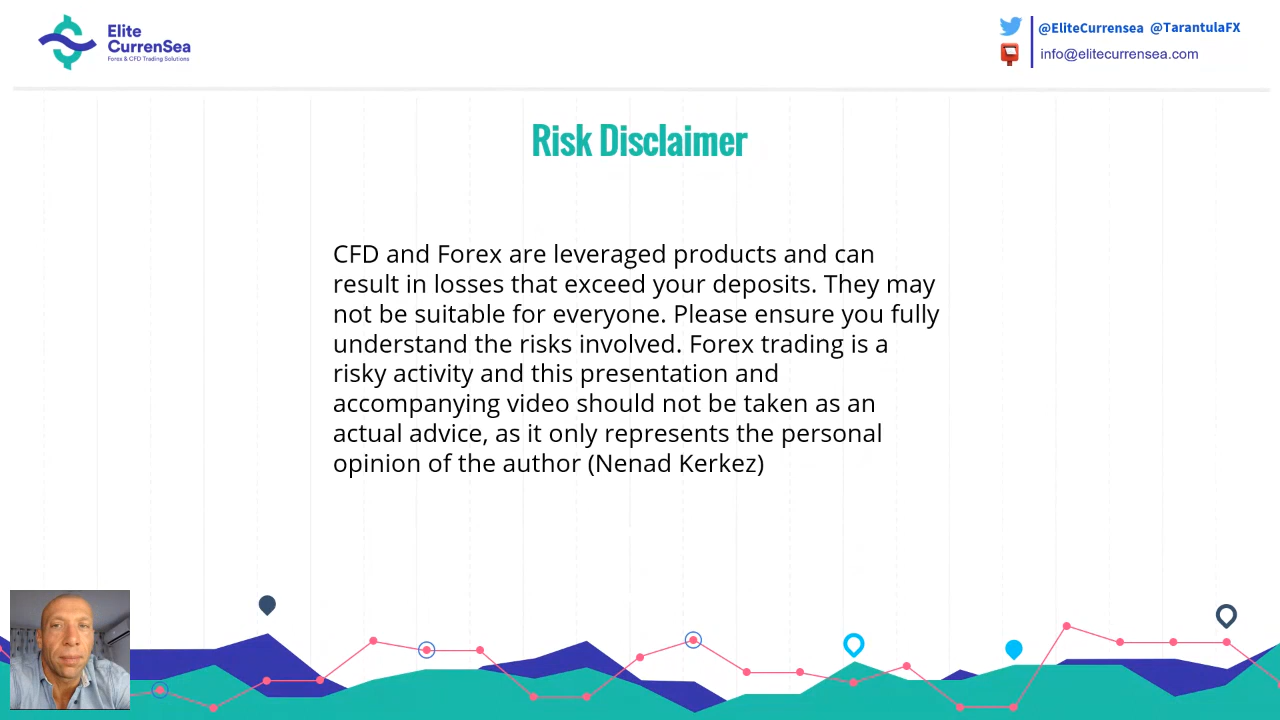 Elite
CurrenSea
Forex & CFD Trading Solutions
@EliteCurrensea @TarantulaFX
info@elitecurrensea.com
Risk Disclaimer
CFD and Forex are leveraged products and can
result in losses that exceed your deposits. They may
not be suitable for everyone. Please ensure you fully
understand the risks involved. Forex trading is a
risky activity and this presentation and
accompanying video should not be taken as an
actual advice, as it only represents the personal
opinion of the author (Nenad Kerkez)